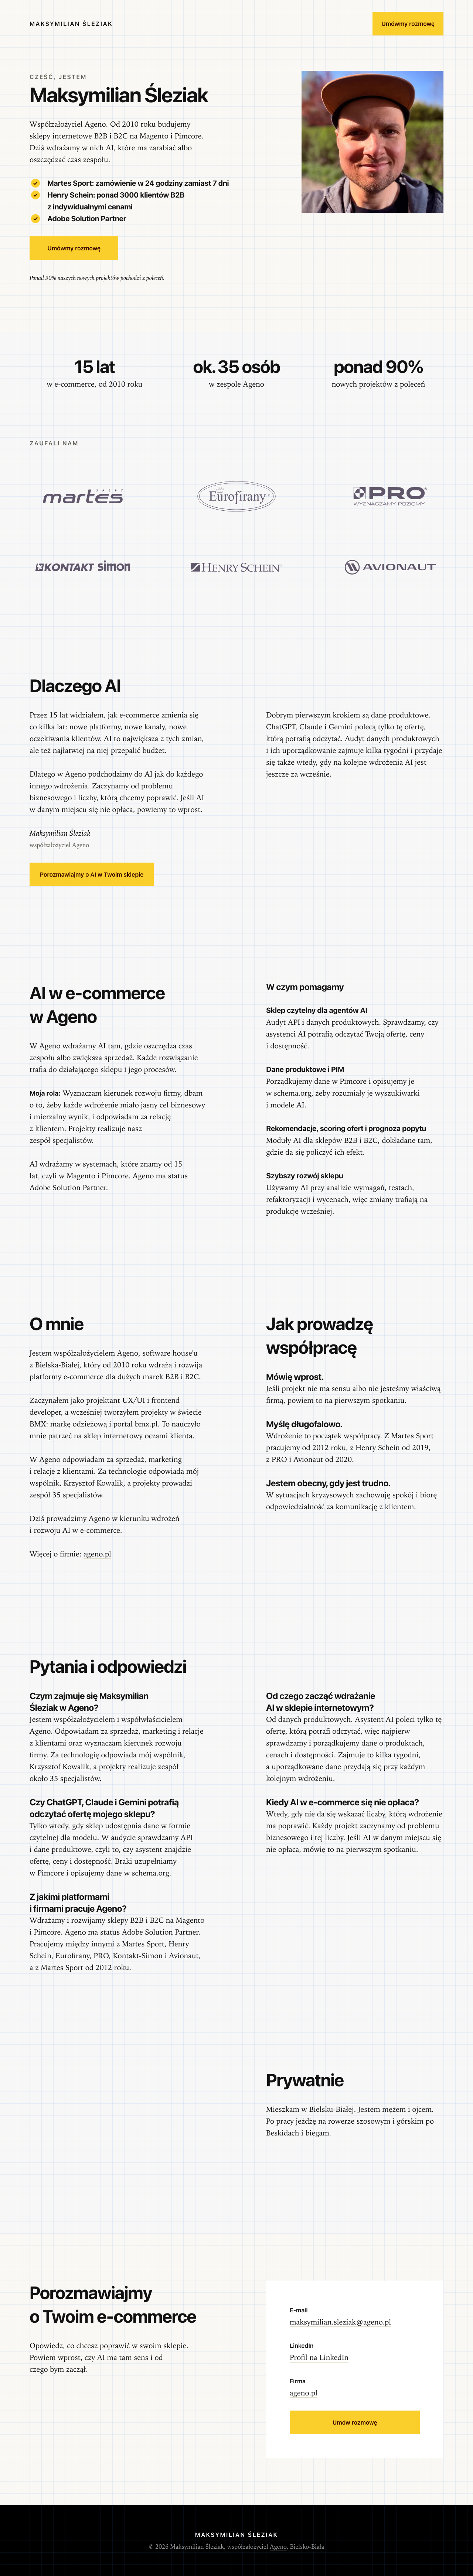 MAKSYMILIAN ŚLEZIAK
Umówmy rozmowę
CZEŚĆ, JESTEM
Maksymilian Śleziak
Współzałożyciel Ageno. Od 2010 roku budujemy
sklepy internetowe B2B i B2C na Magento i Pimcore.
Dziś wdrażamy w nich AI, które ma zarabiać albo
oszczędzać czas zespołu.
Martes Sport: zamówienie w 24 godziny zamiast 7 dni
Henry Schein: ponad 3000 klientów B2B
z indywidualnymi cenami
Adobe Solution Partner
Umówmy rozmowę
Ponad 90% naszych nowych projektów pochodzi z poleceń.
15 lat
w e-commerce, od 2010 roku
ok. 35 osób
w zespole Ageno
ponad 90%
nowych projektów z poleceń
ZAUFALI NAM
martes
Eurofirany
PRO
WYZNACZAMY POZIOMY
KONTAKT simon
HENRY SCHEIN
AVIONAUT
Dlaczego AI
Przez 15 lat widziałem, jak e-commerce zmienia się
co kilka lat: nowe platformy, nowe kanały, nowe
oczekiwania klientów. AI to największa z tych zmian,
ale też najłatwiej na niej przepalić budżet.
Dlatego w Ageno podchodzimy do AI jak do każdego
innego wdrożenia. Zaczynamy od problemu
biznesowego i liczby, którą chcemy poprawić. Jeśli AI
w danym miejscu się nie opłaca, powiemy to wprost.
Maksymilian Śleziak
współzałożyciel Ageno
Porozmawiajmy o AI w Twoim sklepie
Dobrym pierwszym krokiem są dane produktowe.
ChatGPT, Claude i Gemini polecą tylko tę ofertę,
którą potrafią odczytać. Audyt danych produktowych
i ich uporządkowanie zajmuje kilka tygodni i przydaje
się także wtedy, gdy na kolejne wdrożenia AI jest
jeszcze za wcześnie.
AI w e-commerce
w Ageno
W Ageno wdrażamy AI tam, gdzie oszczędza czas
zespołu albo zwiększa sprzedaż. Każde rozwiązanie
trafia do działającego sklepu i jego procesów.
Moja rola: Wyznaczam kierunek rozwoju firmy, dbam
o to, żeby każde wdrożenie miało jasny cel biznesowy
i mierzalny wynik, i odpowiadam za relację
z klientem. Projekty realizuje nasz
zespół specjalistów.
AI wdrażamy w systemach, które znamy od 15
lat, czyli w Magento i Pimcore. Ageno ma status
Adobe Solution Partner.
W czym pomagamy
Sklep czytelny dla agentów AI
Audyt API i danych produktowych. Sprawdzamy, czy
asystenci AI potrafią odczytać Twoją ofertę, ceny
i dostępność.
Dane produktowe i PIM
Porządkujemy dane w Pimcore i opisujemy je
w schema.org, żeby rozumiały je wyszukiwarki
i modele AI.
Rekomendacje, scoring ofert i prognoza popytu
Moduły AI dla sklepów B2B i B2C, dokładane tam,
gdzie da się policzyć ich efekt.
Szybszy rozwój sklepu
Używamy AI przy analizie wymagań, testach,
refaktoryzacji i wycenach, więc zmiany trafiają na
produkcję wcześniej.
O mnie
Jestem współzałożycielem Ageno, software house'u
z Bielska-Białej, który od 2010 roku wdraża i rozwija
platformy e-commerce dla dużych marek B2B i B2C.
Zaczynałem jako projektant UX/UI i frontend
developer, a wcześniej tworzyłem projekty w świecie
BMX: markę odzieżową i portal bmx.pl. To nauczyło
mnie patrzeć na sklep internetowy oczami klienta.
W Ageno odpowiadam za sprzedaż, marketing
i relacje z klientami. Za technologię odpowiada mój
wspólnik, Krzysztof Kowalik, a projekty prowadzi
zespół 35 specjalistów.
Dziś prowadzimy Ageno w kierunku wdrożeń
i rozwoju AI w e-commerce.
Więcej o firmie: ageno.pl
Jak prowadzę
współpracę
Mówię wprost.
Jeśli projekt nie ma sensu albo nie jesteśmy właściwą
firmą, powiem to na pierwszym spotkaniu.
Myślę długofalowo.
Wdrożenie to początek współpracy. Z Martes Sport
pracujemy od 2012 roku, z Henry Schein od 2019,
z PRO i Avionaut od 2020.
Jestem obecny, gdy jest trudno.
W sytuacjach kryzysowych zachowuję spokój i biorę
odpowiedzialność za komunikację z klientem.
Pytania i odpowiedzi
Czym zajmuje się Maksymilian
Śleziak w Ageno?
Jestem współzałożycielem i współwłaścicielem
Ageno. Odpowiadam za sprzedaż, marketing i relacje
z klientami oraz wyznaczam kierunek rozwoju
firmy. Za technologię odpowiada mój wspólnik,
Krzysztof Kowalik, a projekty realizuje zespół
około 35 specjalistów.
Czy ChatGPT, Claude i Gemini potrafią
odczytać ofertę mojego sklepu?
Tylko wtedy, gdy sklep udostępnia dane w formie
czytelnej dla modelu. W audycie sprawdzamy API
i dane produktowe, czyli to, czy asystent znajdzie
ofertę, ceny i dostępność. Braki uzupełniamy
w Pimcore i opisujemy dane w schema.org.
Z jakimi platformami
i firmami pracuje Ageno?
Wdrażamy i rozwijamy sklepy B2B i B2C na Magento
i Pimcore. Ageno ma status Adobe Solution Partner.
Pracujemy między innymi z Martes Sport, Henry
Schein, Eurofirany, PRO, Kontakt-Simon i Avionaut,
a z Martes Sport od 2012 roku.
Od czego zacząć wdrażanie
AI w sklepie internetowym?
Od danych produktowych. Asystent AI poleci tylko tę
ofertę, którą potrafi odczytać, więc najpierw
sprawdzamy i porządkujemy dane o produktach,
cenach i dostępności. Zajmuje to kilka tygodni,
a uporządkowane dane przydają się przy każdym
kolejnym wdrożeniu.
Kiedy AI w e-commerce się nie opłaca?
Wtedy, gdy nie da się wskazać liczby, którą wdrożenie
ma poprawić. Każdy projekt zaczynamy od problemu
biznesowego i tej liczby. Jeśli AI w danym miejscu się
nie opłaca, mówię to na pierwszym spotkaniu.
Prywatnie
Mieszkam w Bielsku-Białej. Jestem mężem i ojcem.
Po pracy jeżdżę na rowerze szosowym i górskim po
Beskidach i biegam.
Porozmawiajmy
o Twoim e-commerce
Opowiedz, co chcesz poprawić w swoim sklepie.
Powiem wprost, czy AI ma tam sens i od
czego bym zaczął.
E-mail
maksymilian.sleziak@ageno.pl
LinkedIn
Profil na LinkedIn
Firma
ageno.pl
Umów rozmowę
MAKSYMILIAN ŚLEZIAK
© 2026 Maksymilian Śleziak, współzałożyciel Ageno, Bielsko-Biała